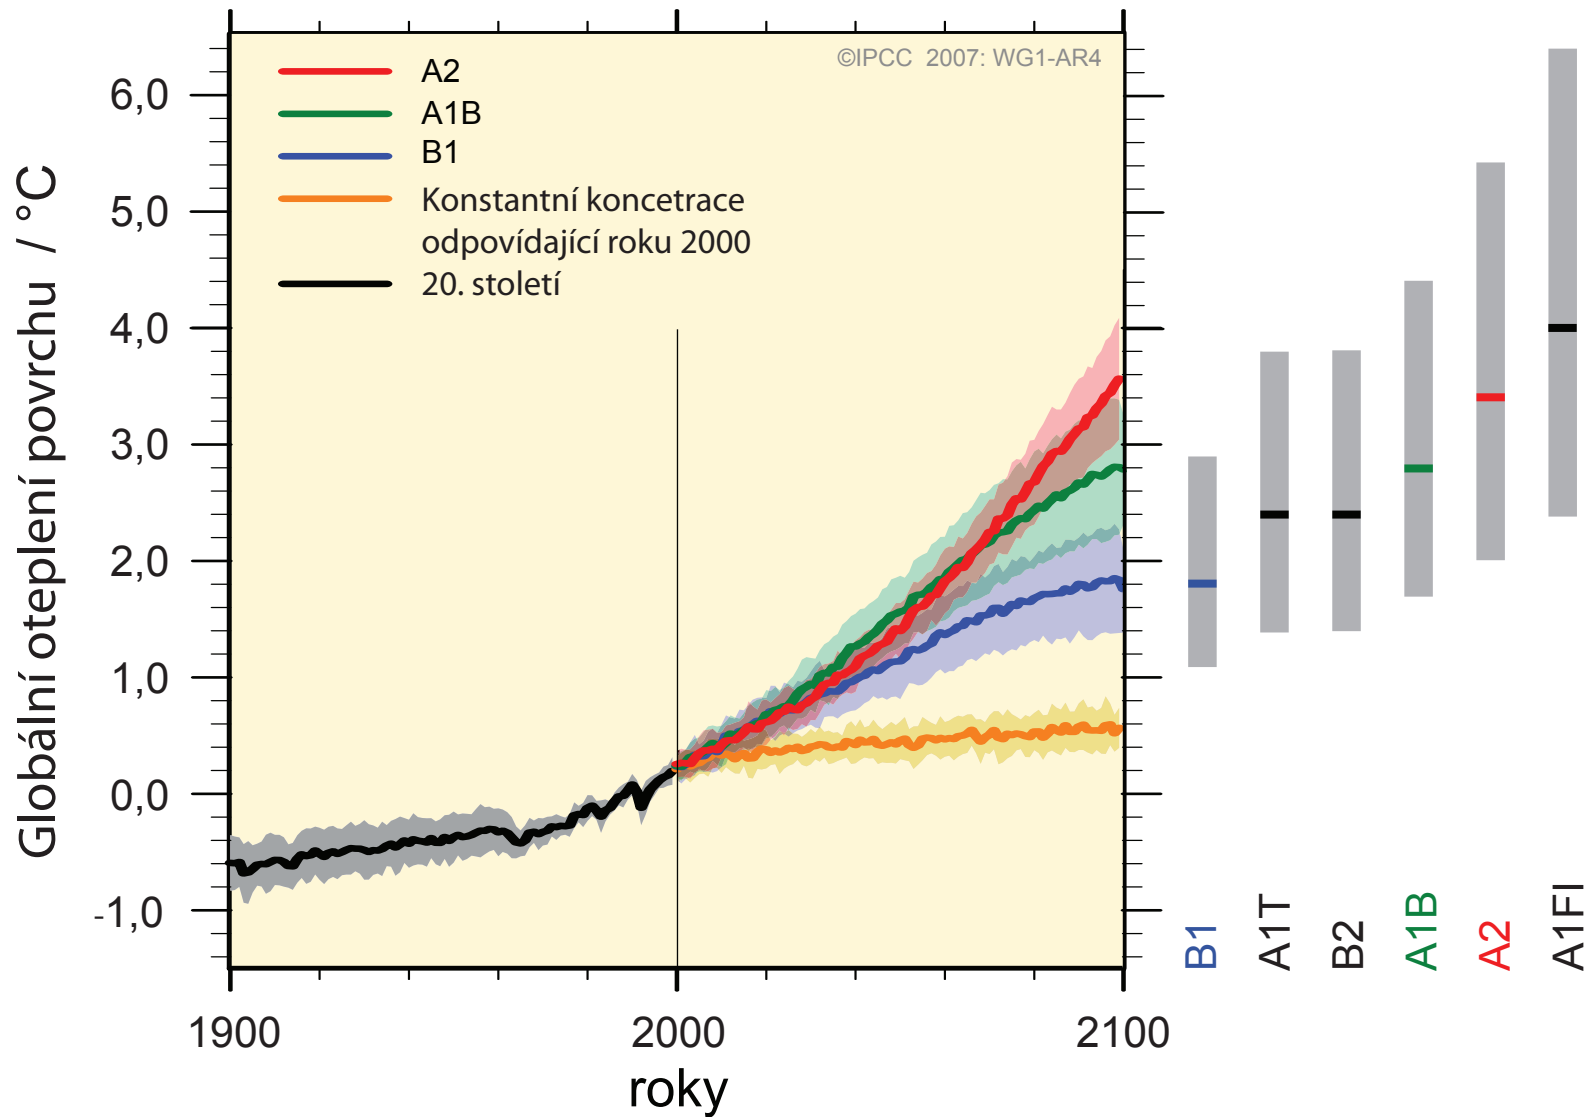 ©IPCC 2007: WG1-AR4
A2
A1B
B1
Konstantní koncetrace
odpovídající roku 2000
20. století
Globální oteplení povrchu / °C
6,0
5,0
4,0
3,0
2,0
1,0
0,0
-1,0
1900
2000
2100
roky
B1
A1T
B2
A1B
A2
A1FI